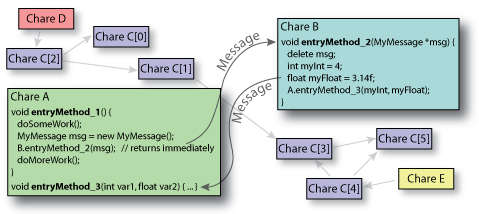 Chare D
Chare C[0]
Chare C[2]
Chare C[1]
Message
Message
Chare B
void entryMethod_2(MyMessage *msg) {
delete msg;
int myInt = 4;
float myFloat = 3.14f;
A.entryMethod_3(myInt, myFloat);
}
Chare A
void entryMethod_1() {
doSomeWork();
MyMessage msg = new MyMessage();
B.entryMethod_2(msg); // returns immediately
doMoreWork();
}
void entryMethod_3(int var1, float var2) { ... }
Chare C[3]
Chare C[5]
Chare C[4]
Chare E